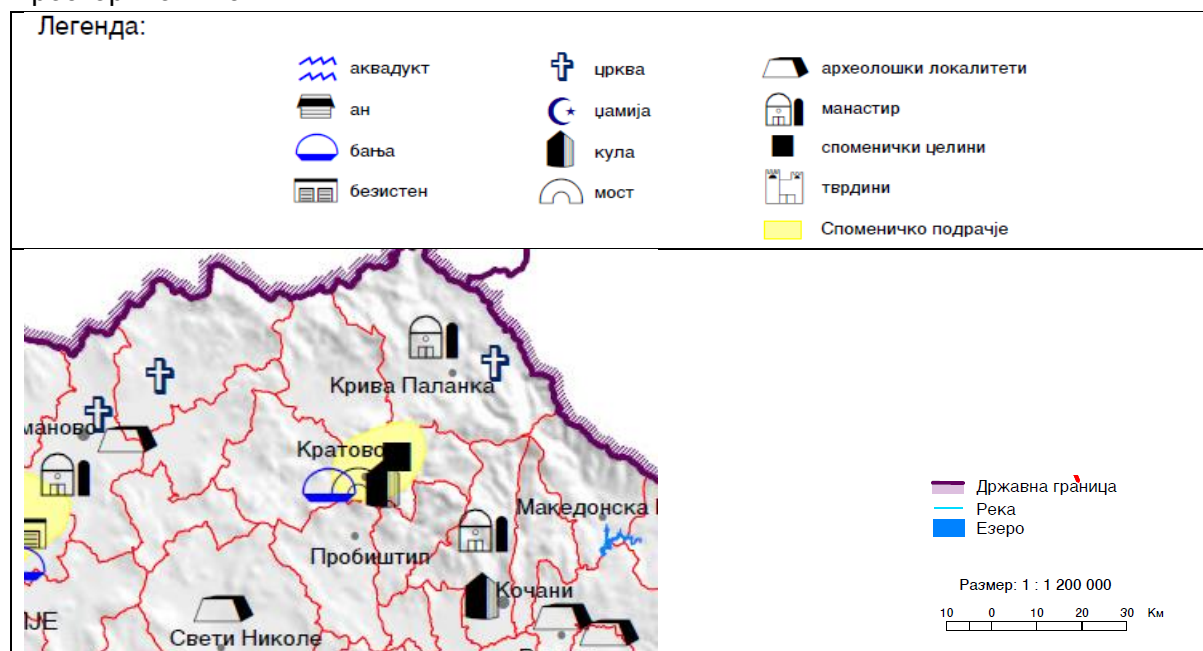 Легенда:
аквадукт
црква
археолошки локалитети
ан
џамија
манастир
бања
кула
споменички целини
безистен
мост
тврдини
Споменичко подрачје
Крива Паланка
маново
Кратово
Македонска
Пробиштип
Кочани
ИЈЕ
Свети Николе
Државна граница
Река
Езеро
Размер: 1 : 1 200 000
10 0 10 20 30 Км